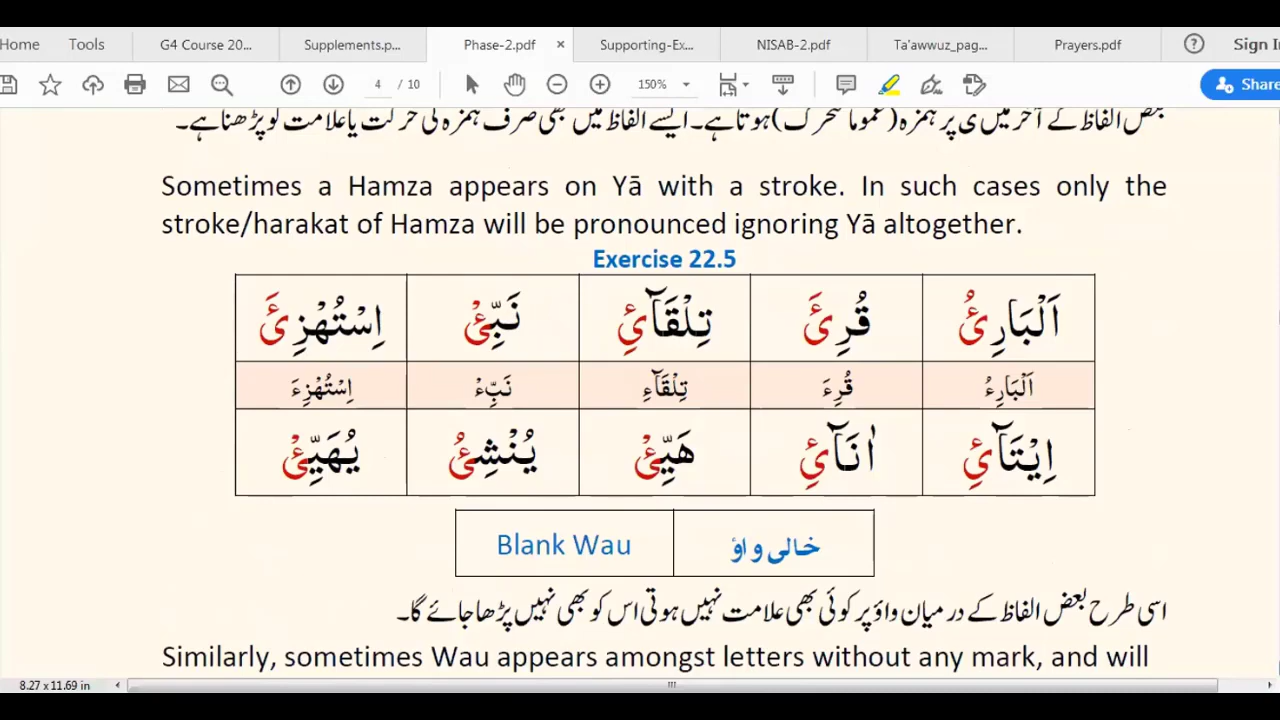 Home Tools G4 Course 20... Supplements.p... Phase-2.pdf × Supporting-Ex... NISAB-2.pdf Ta'awwuz_pag... Prayers.pdf ? Sign I
4 / 10 150% Share
بعض الفاظ کے آخر میں ی پر ہمزہ (عموما متحرک) ہوتا ہے۔ ایسے الفاظ میں بھی صرف ہمزہ کی حرکت یا علامت کو پڑھنا ہے۔
Sometimes a Hamza appears on Yā with a stroke. In such cases only the
stroke/harakat of Hamza will be pronounced ignoring Yā altogether.
Exercise 22.5
اَلْبَارِئُ قُرِئَ تِلْقَآئِ نَبِّئْ اِسْتُهْزِئَ
اَلْبَارِءُ قُرِءَ تِلْقَآءِ نَبِّءْ اِسْتُهْزِءَ
اِيْتَآئِ اٰنَآئِ هَيِّئْ يُنْشِئُ يُهَيِّئْ
Blank Wau خالی واؤ
اسی طرح بعض الفاظ کے درمیان واؤ پر کوئی بھی علامت نہیں ہوتی اس کو بھی نہیں پڑھا جائے گا۔
Similarly, sometimes Wau appears amongst letters without any mark, and will
8.27 x 11.69 in